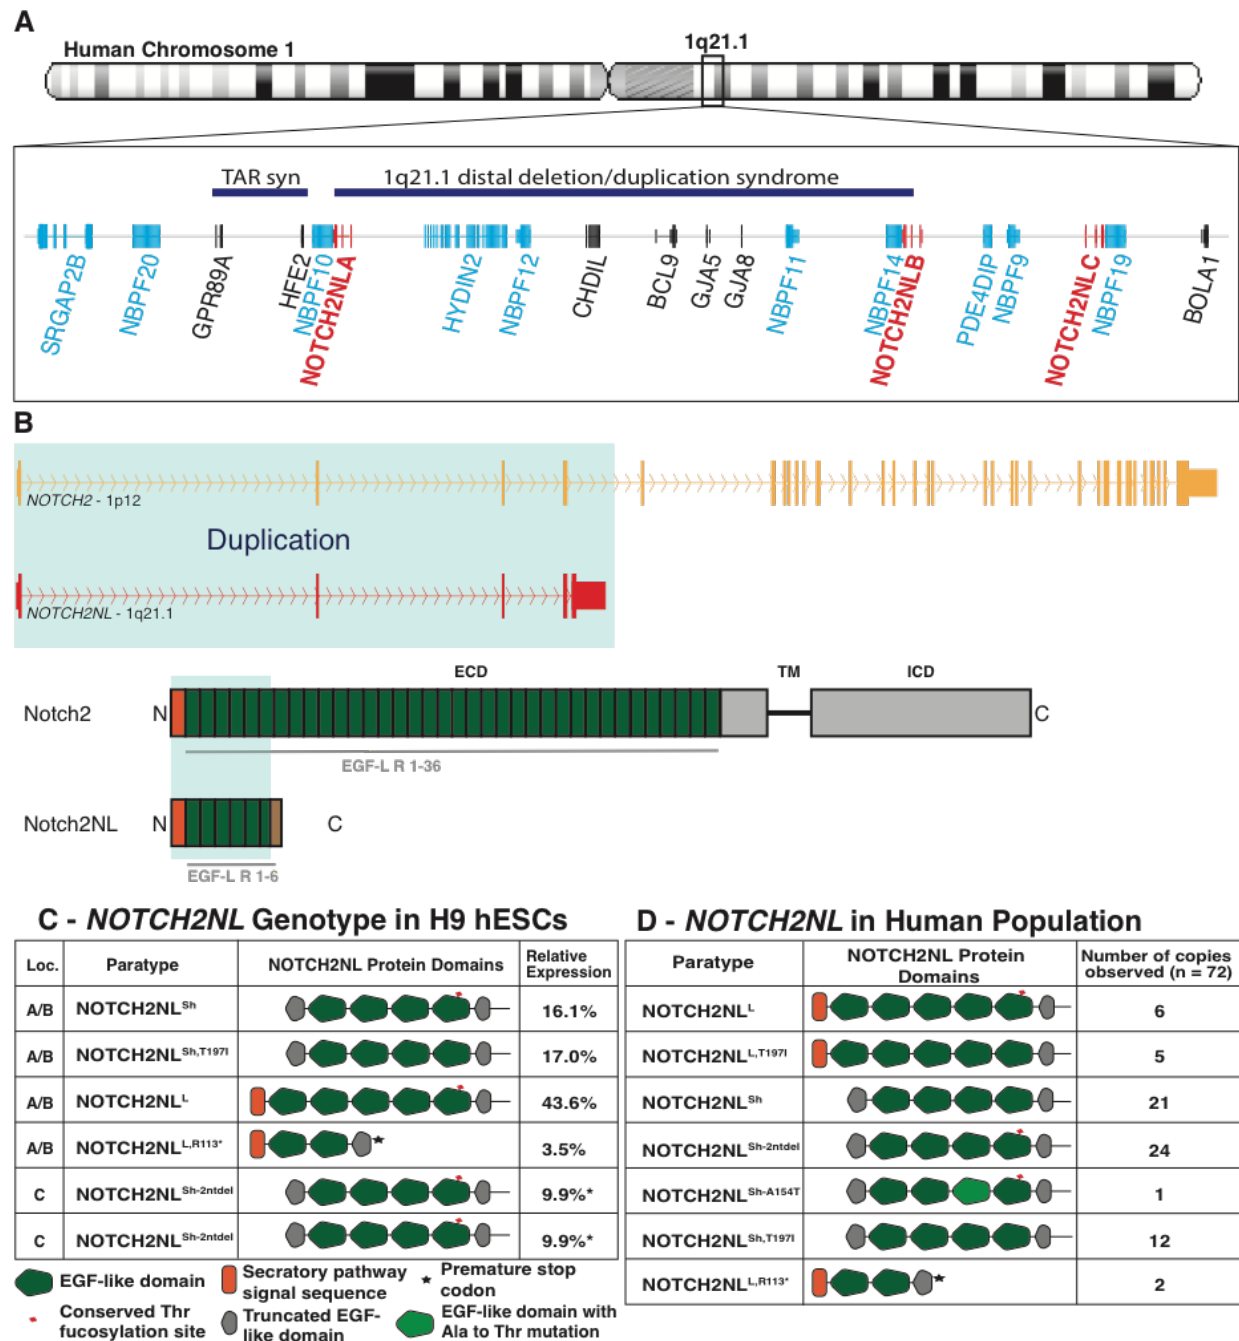 A
Human Chromosome 1
1q21.1
TAR syn
1q21.1 distal deletion/duplication syndrome
SRGAP2B
NBPF20
GPR89A
HFE2
NBPF10
NOTCH2NLA
HYDIN2
NBPF12
CHDIL
BCL9
GJA5
GJA8
NBPF11
NBPF14
NOTCH2NLB
PDE4DIP
NBPF9
NOTCH2NLC
NBPF19
BOLA1
B
NOTCH2 - 1p12
Duplication
NOTCH2NL - 1q21.1
ECD TM ICD
Notch2 N C
EGF-L R 1-36
Notch2NL N C
EGF-L R 1-6
C - NOTCH2NL Genotype in H9 hESCs
Loc. Paratype NOTCH2NL Protein Domains Relative Expression
A/B NOTCH2NLSh 16.1%
A/B NOTCH2NLSh,T197I 17.0%
A/B NOTCH2NLL 43.6%
A/B NOTCH2NLL,R113* 3.5%
C NOTCH2NLSh-2ntdel 9.9%*
C NOTCH2NLSh-2ntdel 9.9%*
EGF-like domain
Secratory pathway
signal sequence
Premature stop
codon
Conserved Thr
fucosylation site
Truncated EGF-
like domain
EGF-like domain with
Ala to Thr mutation
D - NOTCH2NL in Human Population
Paratype NOTCH2NL Protein Domains Number of copies observed (n = 72)
NOTCH2NLL 6
NOTCH2NLL,T197I 5
NOTCH2NLSh 21
NOTCH2NLSh-2ntdel 24
NOTCH2NLSh-A154T 1
NOTCH2NLSh,T197I 12
NOTCH2NLL,R113* 2